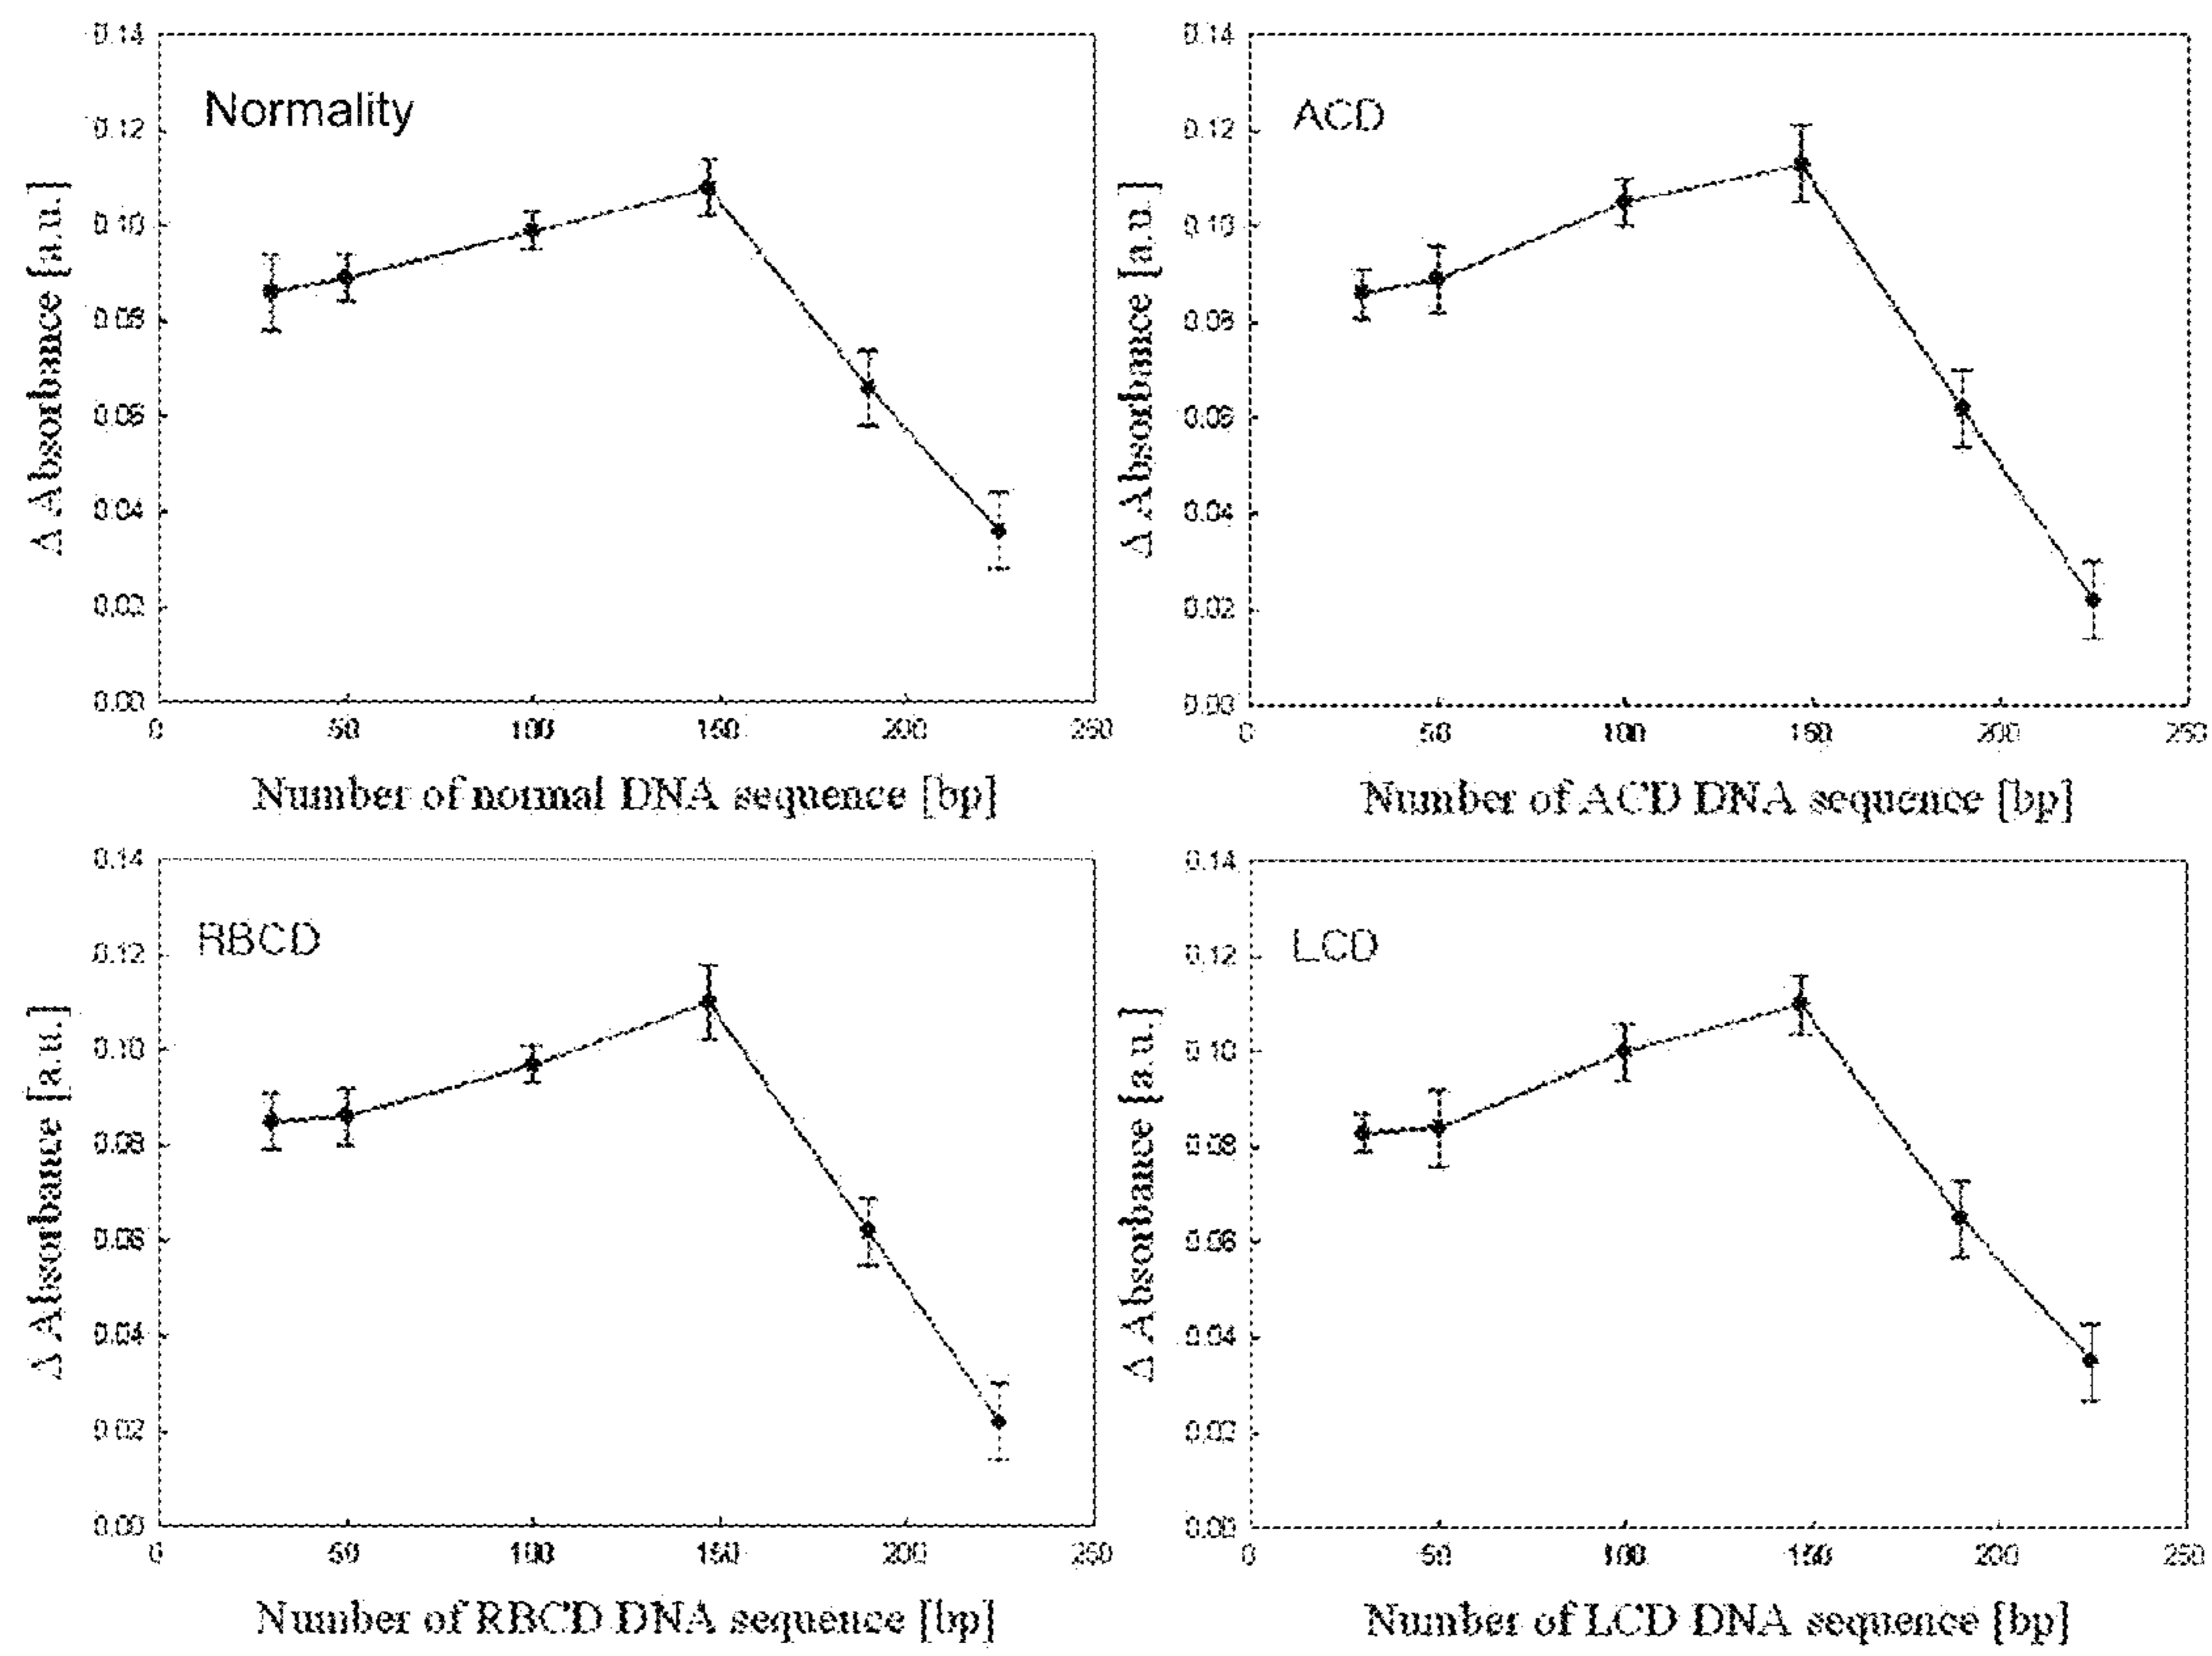 Normality
Δ Absorbance [a.u.]
0.14
0.12
0.10
0.08
0.06
0.04
0.02
0.00
0 50 100 150 200 250
Number of normal DNA sequence [bp]
ACD
Δ Absorbance [a.u.]
0.14
0.12
0.10
0.08
0.06
0.04
0.02
0.00
0 50 100 150 200 250
Number of ACD DNA sequence [bp]
RBCD
Δ Absorbance [a.u.]
0.14
0.12
0.10
0.08
0.06
0.04
0.02
0.00
0 50 100 150 200 250
Number of RBCD DNA sequence [bp]
LCD
Δ Absorbance [a.u.]
0.14
0.12
0.10
0.08
0.06
0.04
0.02
0.00
0 50 100 150 200 250
Number of LCD DNA sequence [bp]